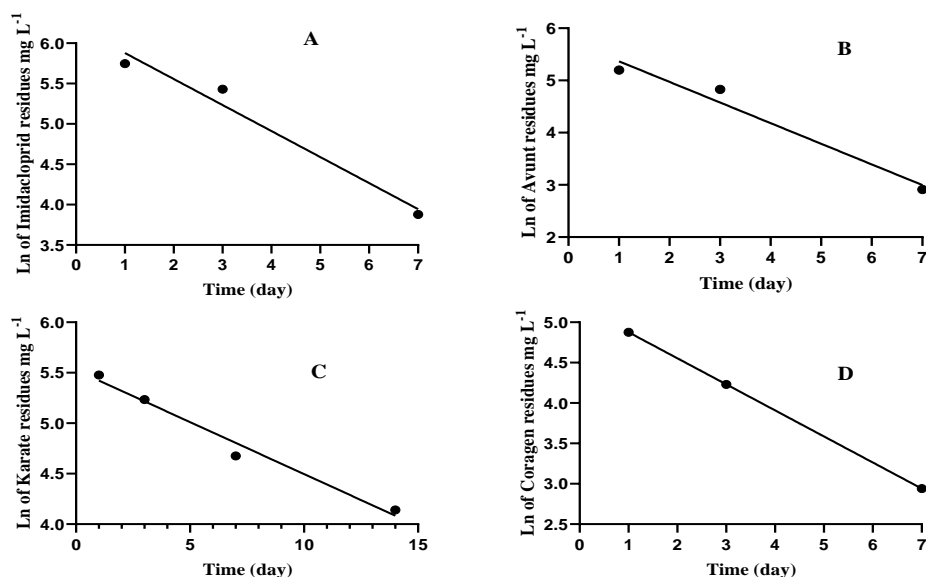 A
Ln of Imidacloprid residues mg L-1
6.0
5.5
5.0
4.5
4.0
3.5
0 1 2 3 4 5 6 7
Time (day)
B
Ln of Avunt residues mg L-1
6
5
4
3
2
0 1 2 3 4 5 6 7
Time (day)
C
Ln of Karate residues mg L-1
6.0
5.5
5.0
4.5
4.0
0 5 10 15
Time (day)
D
Ln of Coragen residues mg L-1
5.0
4.5
4.0
3.5
3.0
2.5
0 1 2 3 4 5 6 7
Time (day)